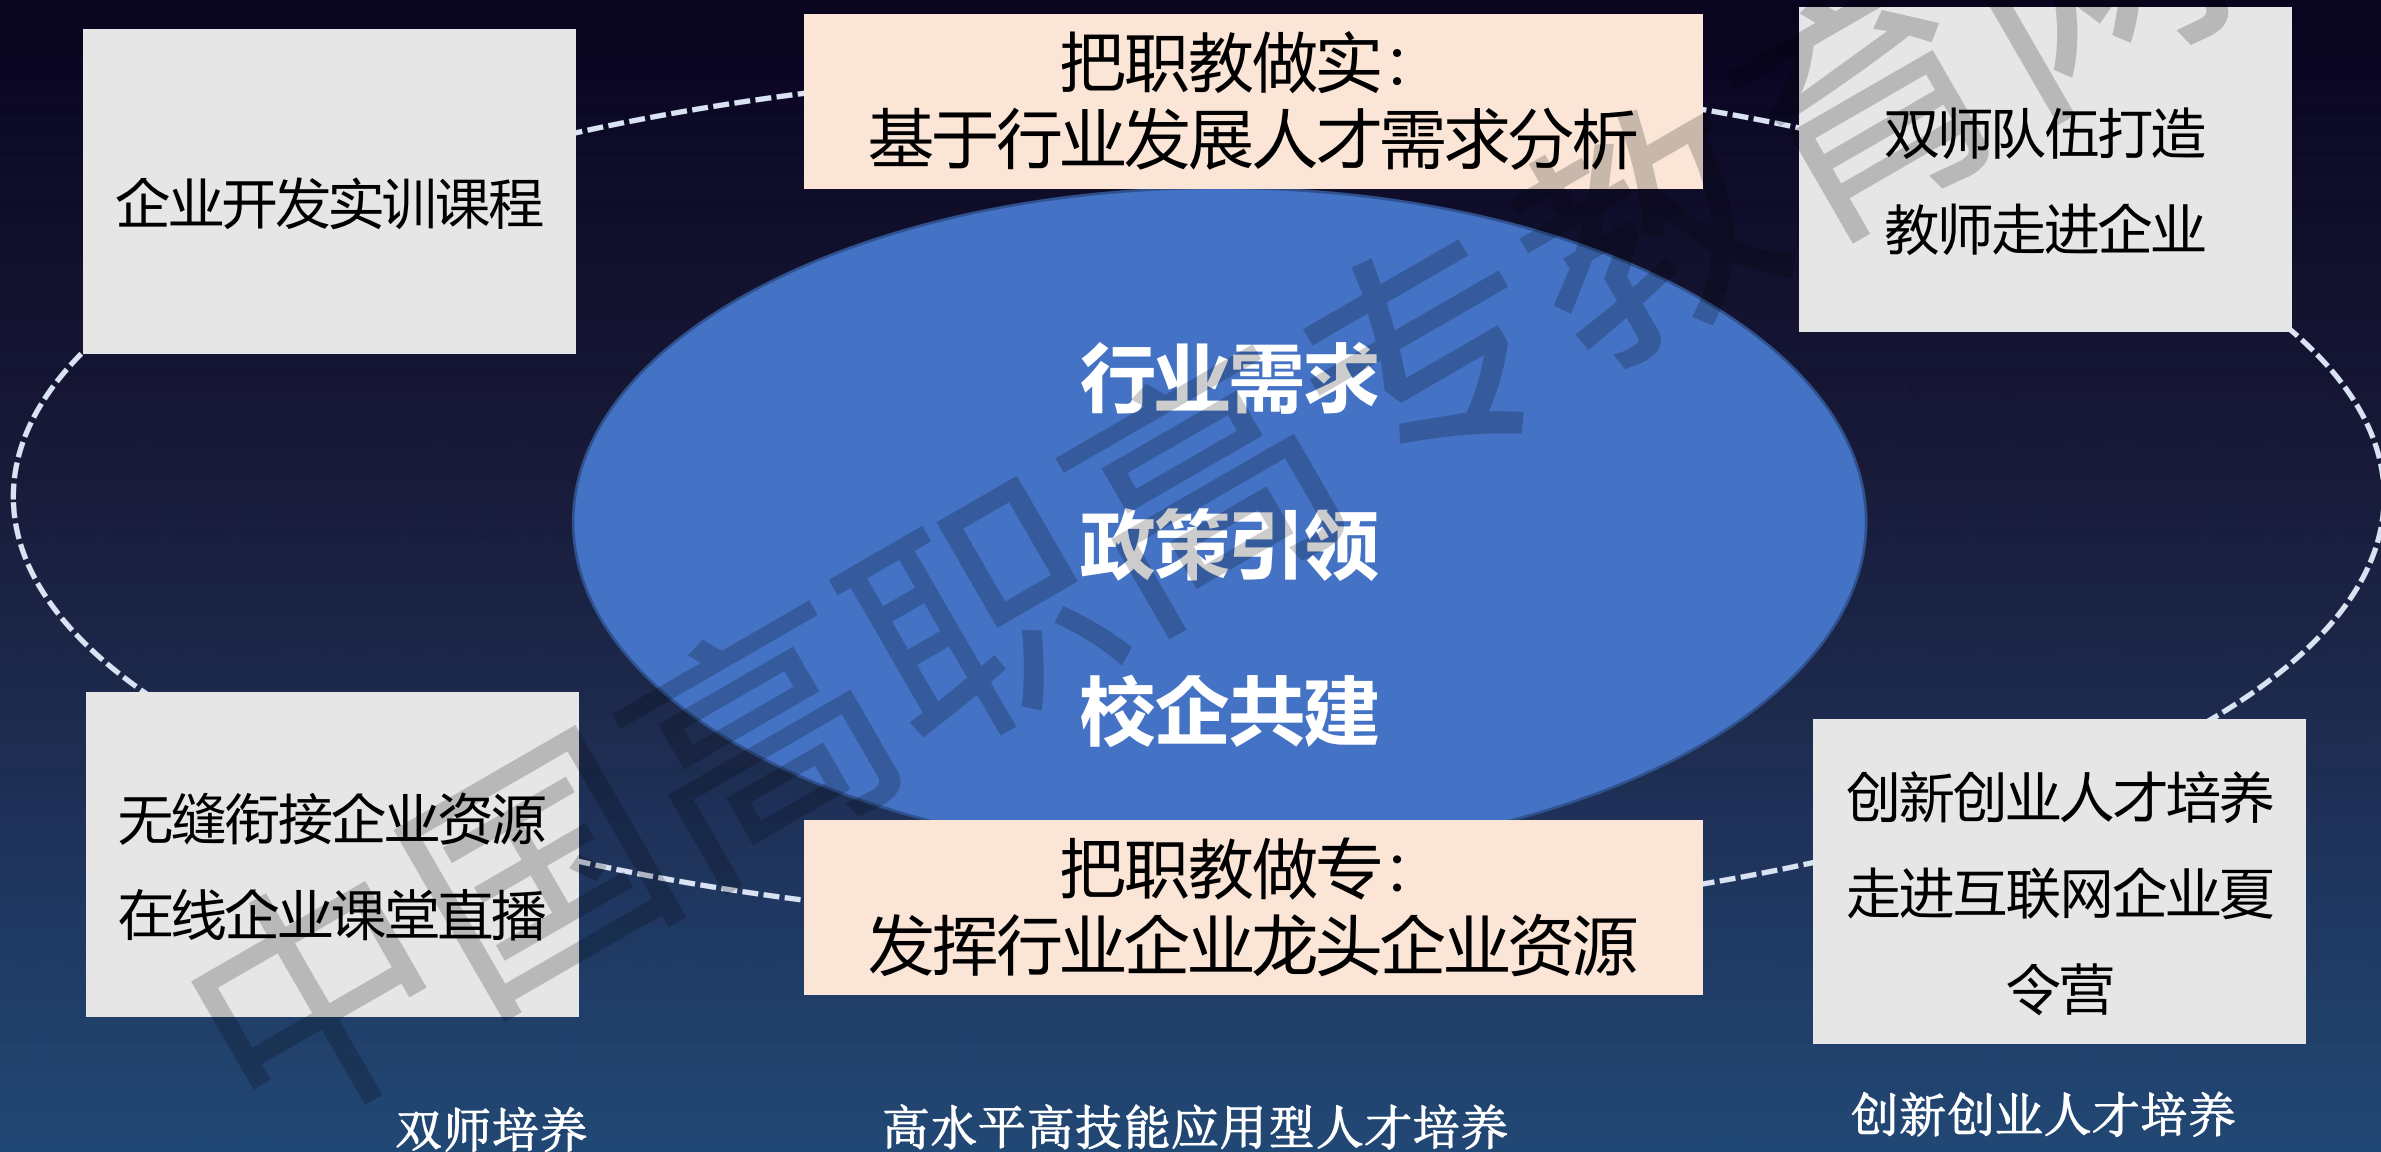 把职教做实：
基于行业发展人才需求分析
企业开发实训课程
双师队伍打造
教师走进企业
行业需求
政策引领
校企共建
无缝衔接企业资源
在线企业课堂直播
把职教做专：
发挥行业企业龙头企业资源
创新创业人才培养
走进互联网企业夏
令营
双师培养
高水平高技能应用型人才培养
创新创业人才培养
中国高职高专教育网